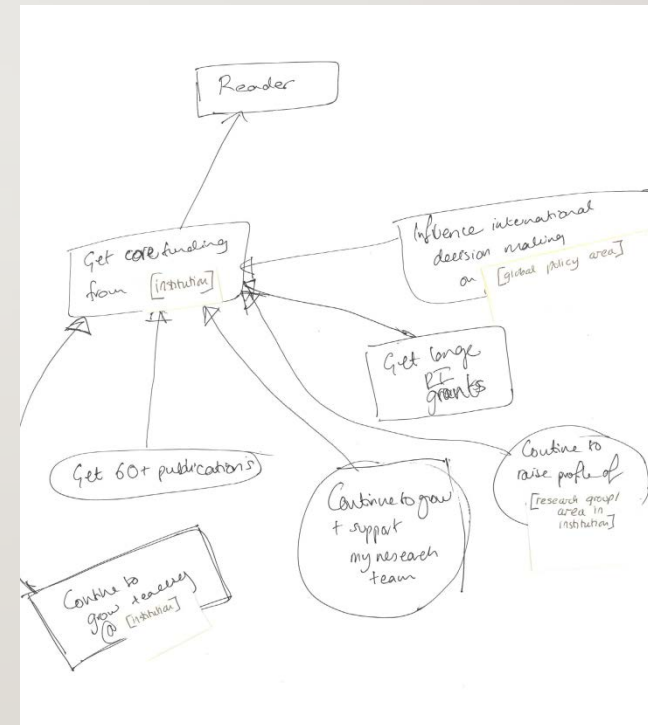 Reader
Get core funding
from [institution]
Influence international
decision making
on [global policy area]
Get large
PI
grants
Get 60+ publications
Continue to grow
+ support
my research
team
Contine to
raise profile of
[research group/
area in
institution]
Contine to
grow teaching
@ [institution]